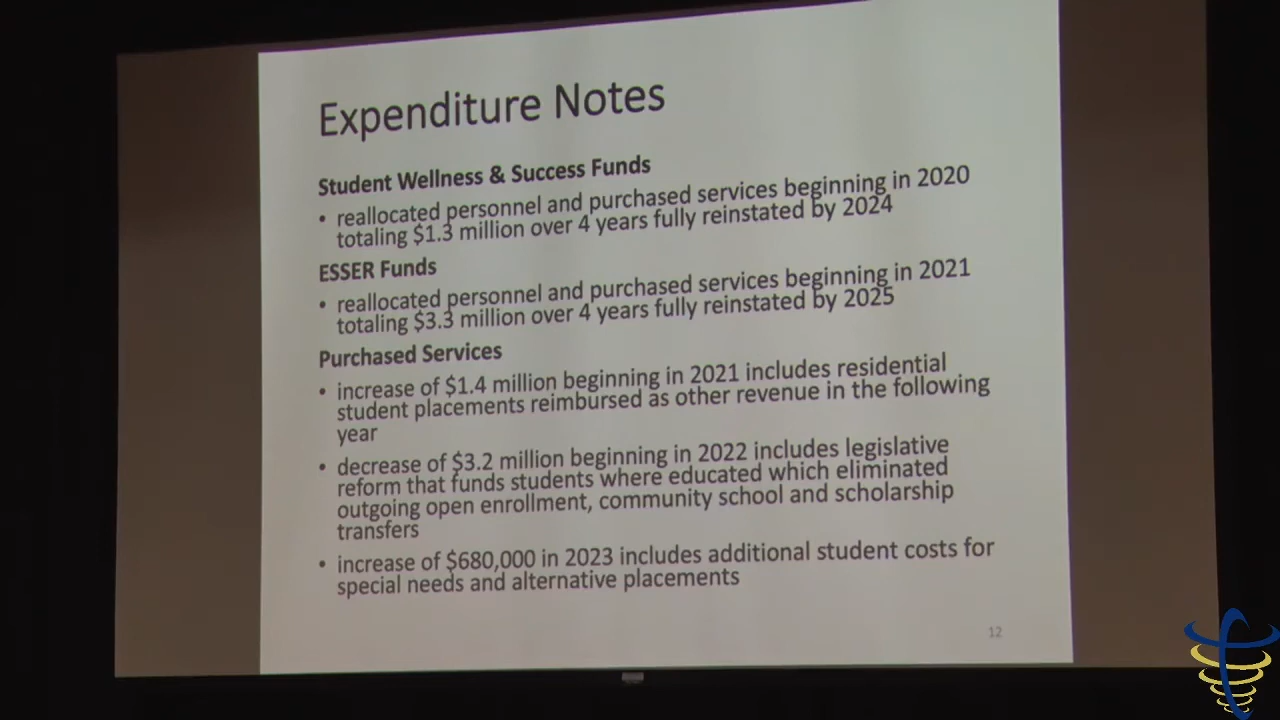 Expenditure Notes
Student Wellness & Success Funds
• reallocated personnel and purchased services beginning in 2020
totaling $1.3 million over 4 years fully reinstated by 2024
ESSER Funds
• reallocated personnel and purchased services beginning in 2021
totaling $3.3 million over 4 years fully reinstated by 2025
Purchased Services
• increase of $1.4 million beginning in 2021 includes residential
student placements reimbursed as other revenue in the following
year
• decrease of $3.2 million beginning in 2022 includes legislative
reform that funds students where educated which eliminated
outgoing open enrollment, community school and scholarship
transfers
• increase of $680,000 in 2023 includes additional student costs for
special needs and alternative placements
12